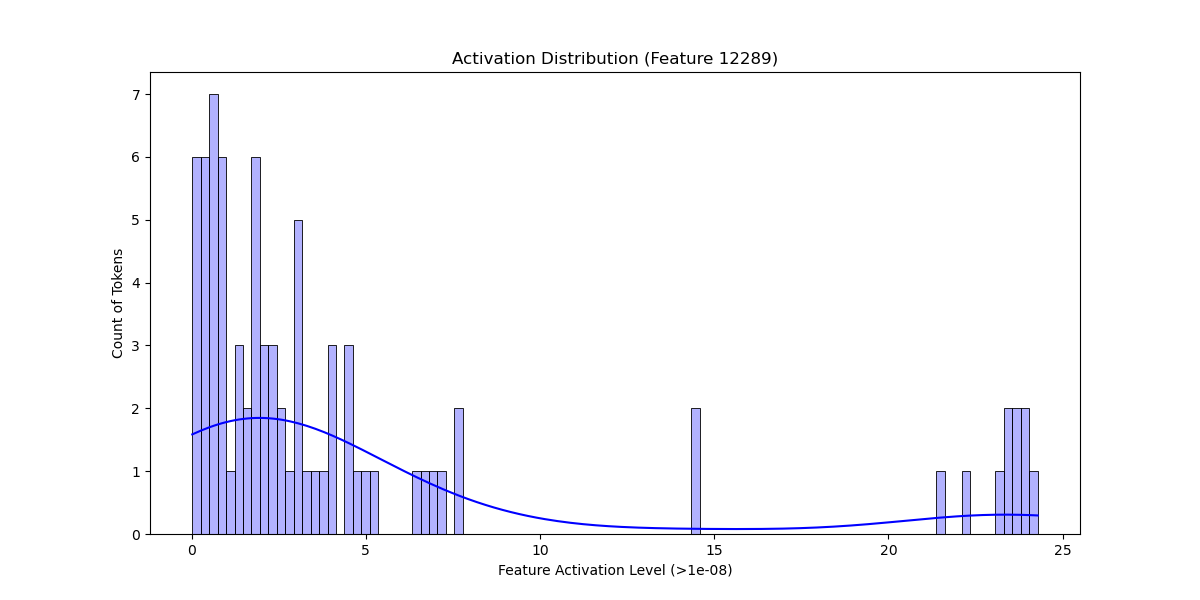 Activation Distribution (Feature 12289)
7
6
5
4
3
2
1
0
Count of Tokens
0 5 10 15 20 25
Feature Activation Level (>1e-08)